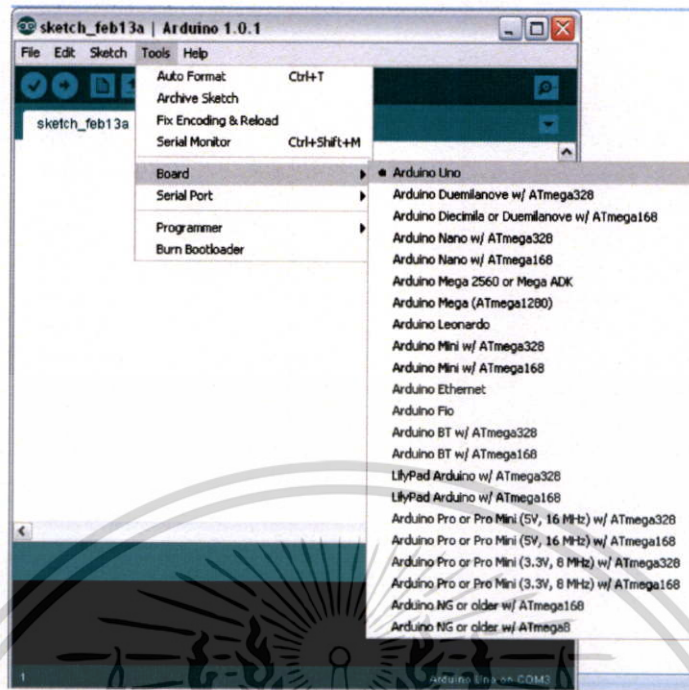 sketch_feb13a | Arduino 1.0.1
File Edit Sketch Tools Help
sketch_feb13a
Auto Format Ctrl+T
Archive Sketch
Fix Encoding & Reload
Serial Monitor Ctrl+Shift+M
Board
Serial Port
Programmer
Burn Bootloader
Arduino Uno
Arduino Duemilanove w/ ATmega328
Arduino Diecimila or Duemilanove w/ ATmega168
Arduino Nano w/ ATmega328
Arduino Nano w/ ATmega168
Arduino Mega 2560 or Mega ADK
Arduino Mega (ATmega1280)
Arduino Leonardo
Arduino Mini w/ ATmega328
Arduino Mini w/ ATmega168
Arduino Ethernet
Arduino Fio
Arduino BT w/ ATmega328
Arduino BT w/ ATmega168
LilyPad Arduino w/ ATmega328
LilyPad Arduino w/ ATmega168
Arduino Pro or Pro Mini (5V, 16 MHz) w/ ATmega328
Arduino Pro or Pro Mini (5V, 16 MHz) w/ ATmega168
Arduino Pro or Pro Mini (3.3V, 8 MHz) w/ ATmega328
Arduino Pro or Pro Mini (3.3V, 8 MHz) w/ ATmega168
Arduino NG or older w/ ATmega168
Arduino NG or older w/ ATmega8
1 Arduino Uno on COM3